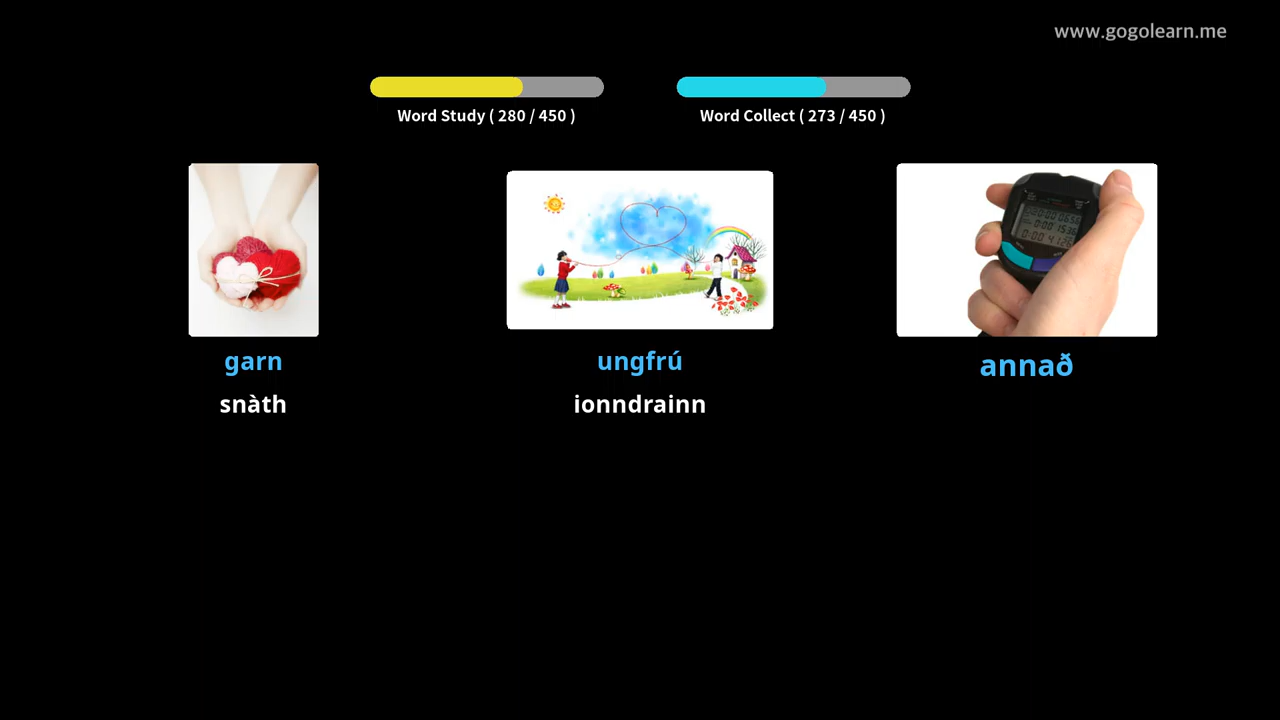 www.gogolearn.me
Word Study ( 280 / 450 )
Word Collect ( 273 / 450 )
garn
ungfrú
annað
snàth
ionndrainn